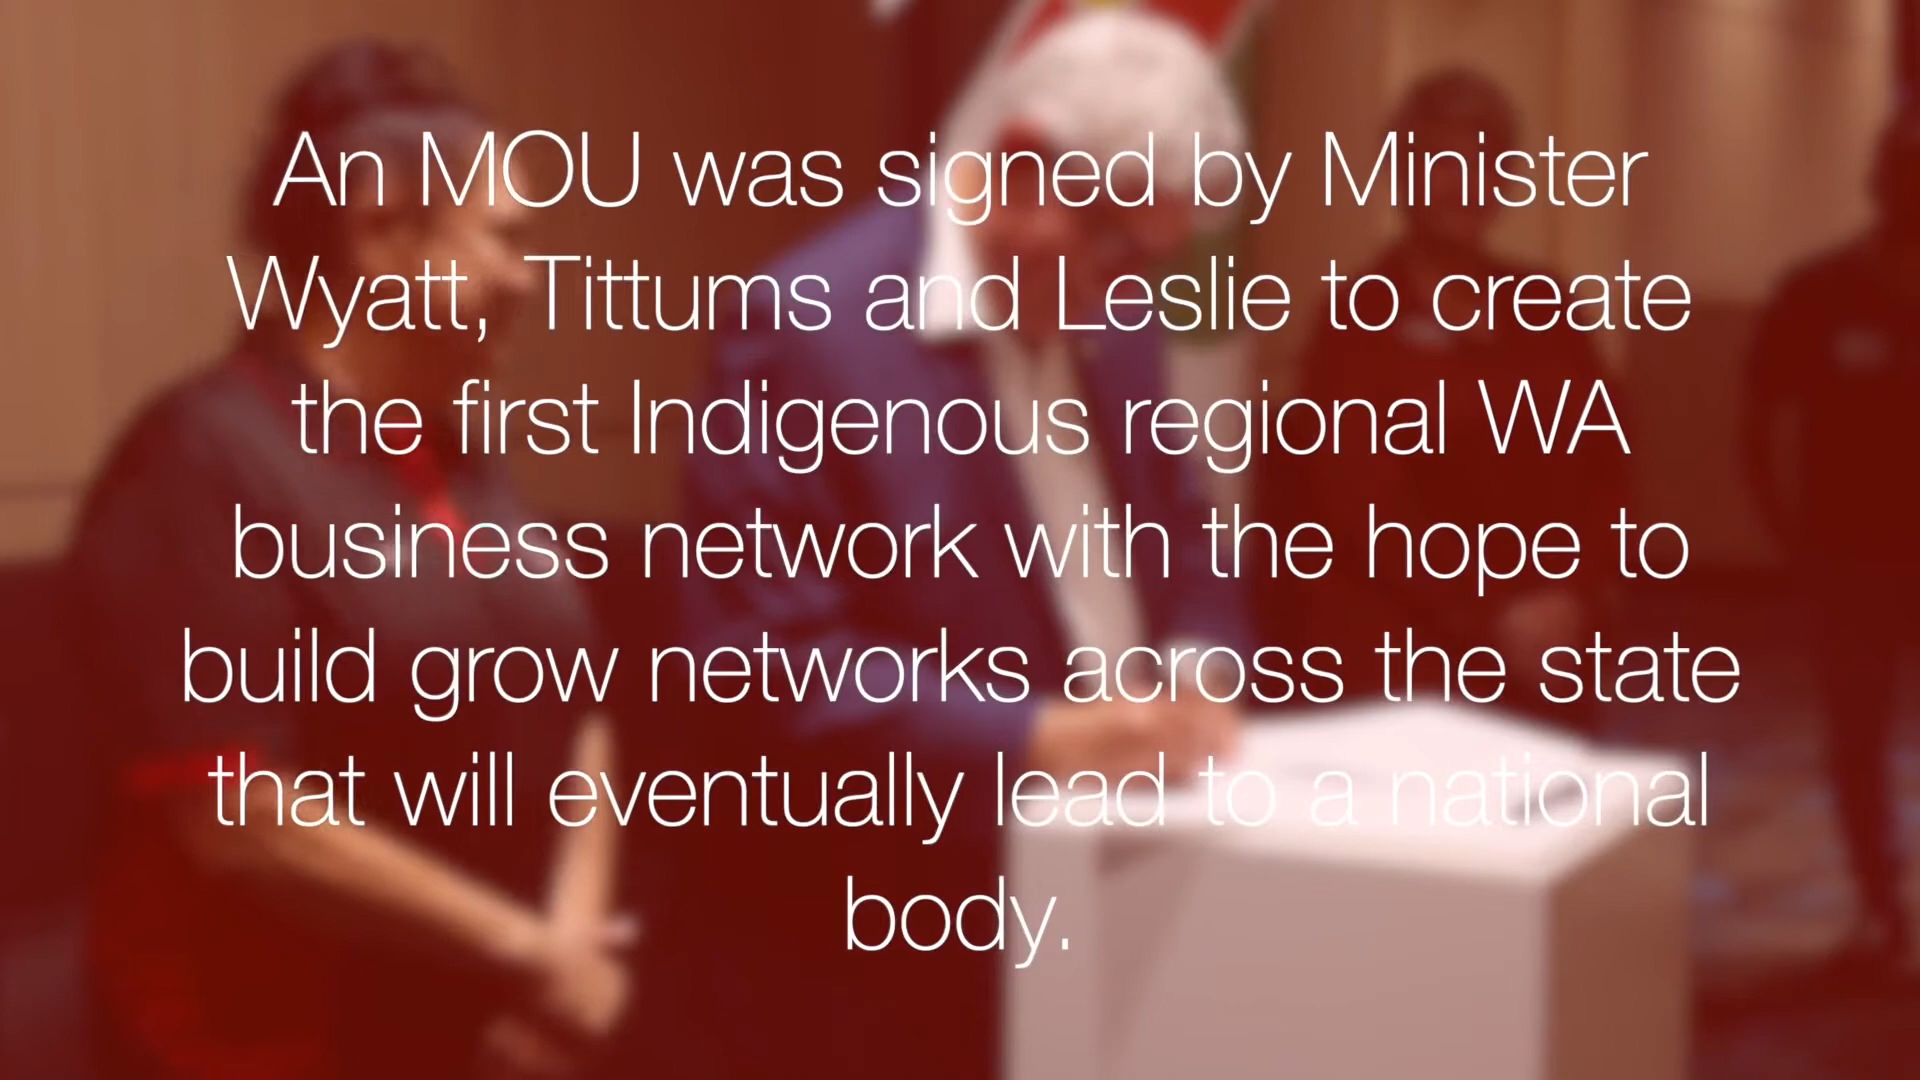 An MOU was signed by Minister
Wyatt, Tittums and Leslie to create
the first Indigenous regional WA
business network with the hope to
build grow networks across the state
that will eventually lead to a national
body.